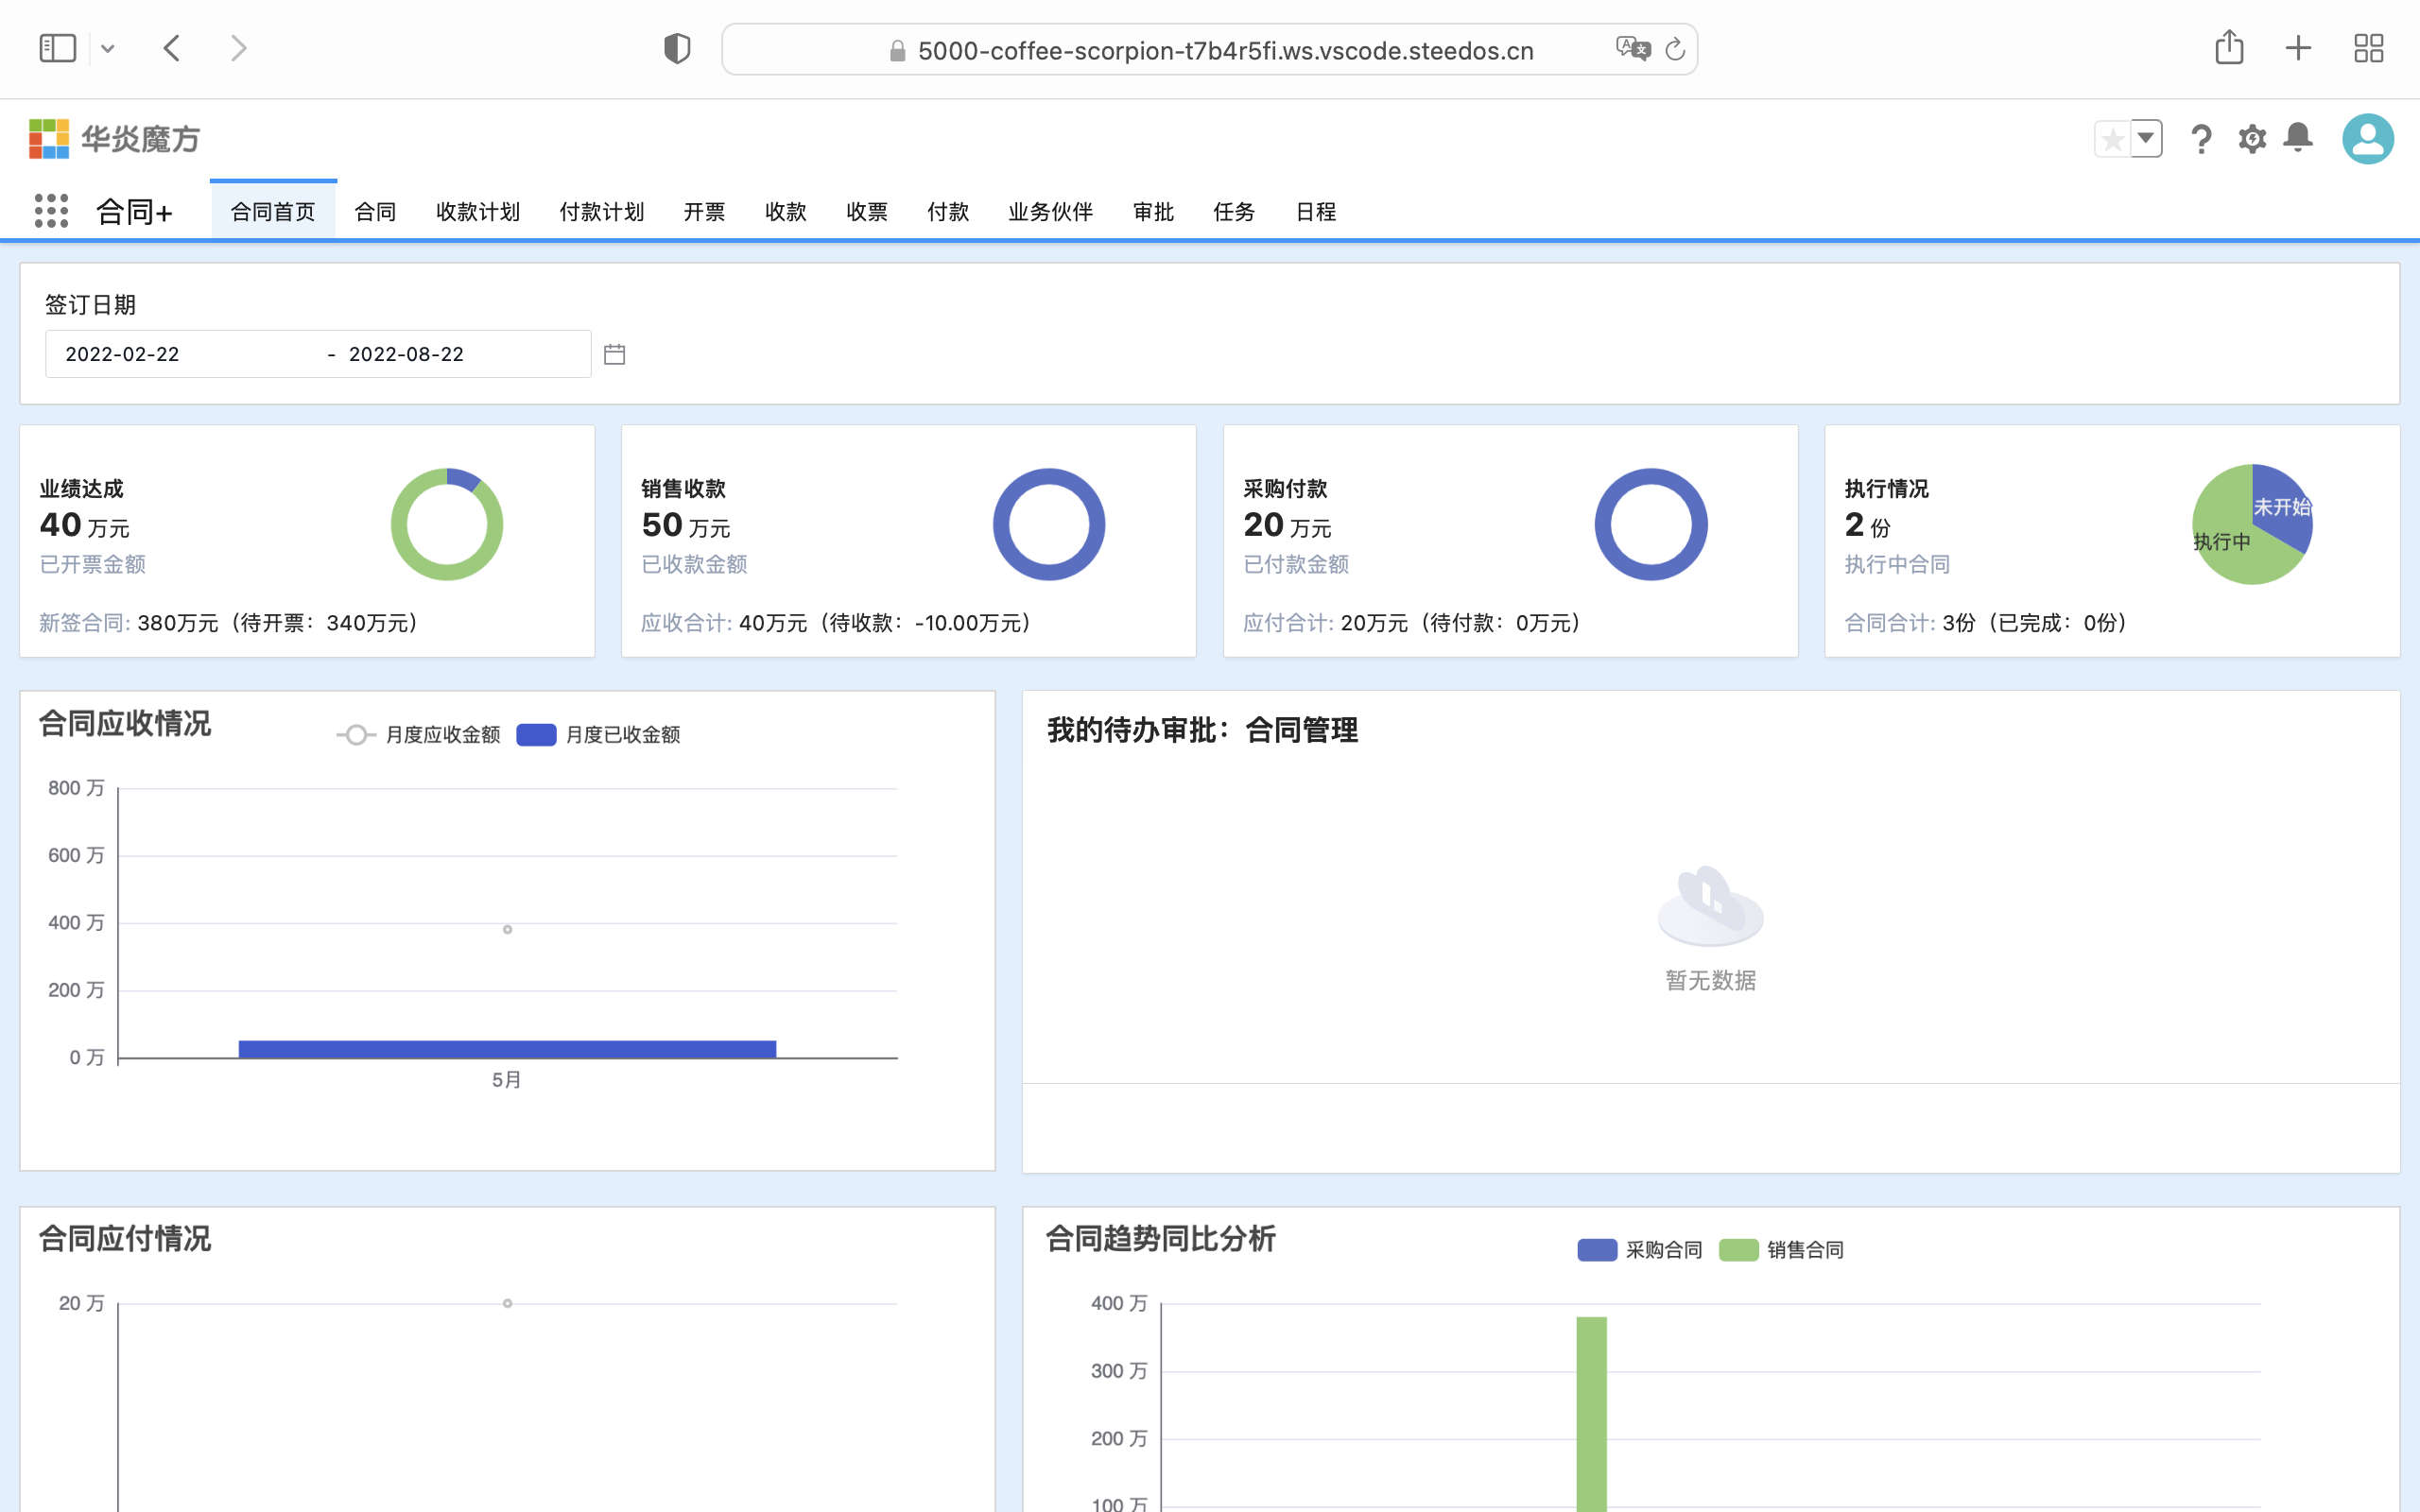 5000-coffee-scorpion-t7b4r5fi.ws.vscode.steedos.cn
华炎魔方
合同+
合同首页 合同 收款计划 付款计划 开票 收款 收票 付款 业务伙伴 审批 任务 日程
签订日期
2022-02-22 - 2022-08-22
业绩达成
40 万元
已开票金额
新签合同: 380万元（待开票：340万元）
销售收款
50 万元
已收款金额
应收合计: 40万元（待收款：-10.00万元）
采购付款
20 万元
已付款金额
应付合计: 20万元（待付款：0万元）
执行情况
2 份
执行中合同
合同合计: 3份（已完成：0份）
未开始
执行中
合同应收情况
月度应收金额 月度已收金额
800 万
600 万
400 万
200 万
0 万
5月
我的待办审批：合同管理
暂无数据
合同应付情况
20 万
合同趋势同比分析
采购合同 销售合同
400 万
300 万
200 万
100 万